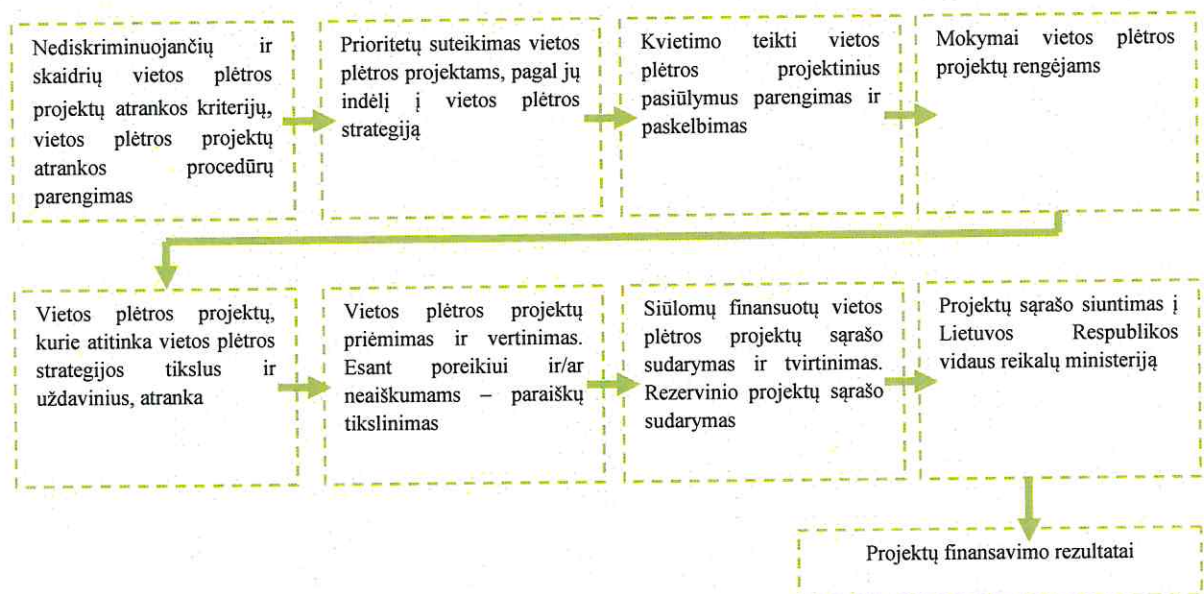 Nediskriminuojančių ir
skaidrių vietos plėtros
projektų atrankos kriterijų,
vietos plėtros projektų
atrankos procedūrų
parengimas
Prioritetų suteikimas vietos
plėtros projektams, pagal jų
indėlį į vietos plėtros
strategiją
Kvietimo teikti vietos
plėtros projektinius
pasiūlymus parengimas ir
paskelbimas
Mokymai vietos plėtros
projektų rengėjams
Vietos plėtros projektų,
kurie atitinka vietos plėtros
strategijos tikslus ir
uždavinius, atranka
Vietos plėtros projektų
priėmimas ir vertinimas.
Esant poreikiui ir/ar
neaiškumams – paraiškų
tikslinimas
Siūlomų finansuotų vietos
plėtros projektų sąrašo
sudarymas ir tvirtinimas.
Rezervinio projektų sąrašo
sudarymas
Projektų sąrašo siuntimas į
Lietuvos Respublikos
vidaus reikalų ministeriją
Projektų finansavimo rezultatai